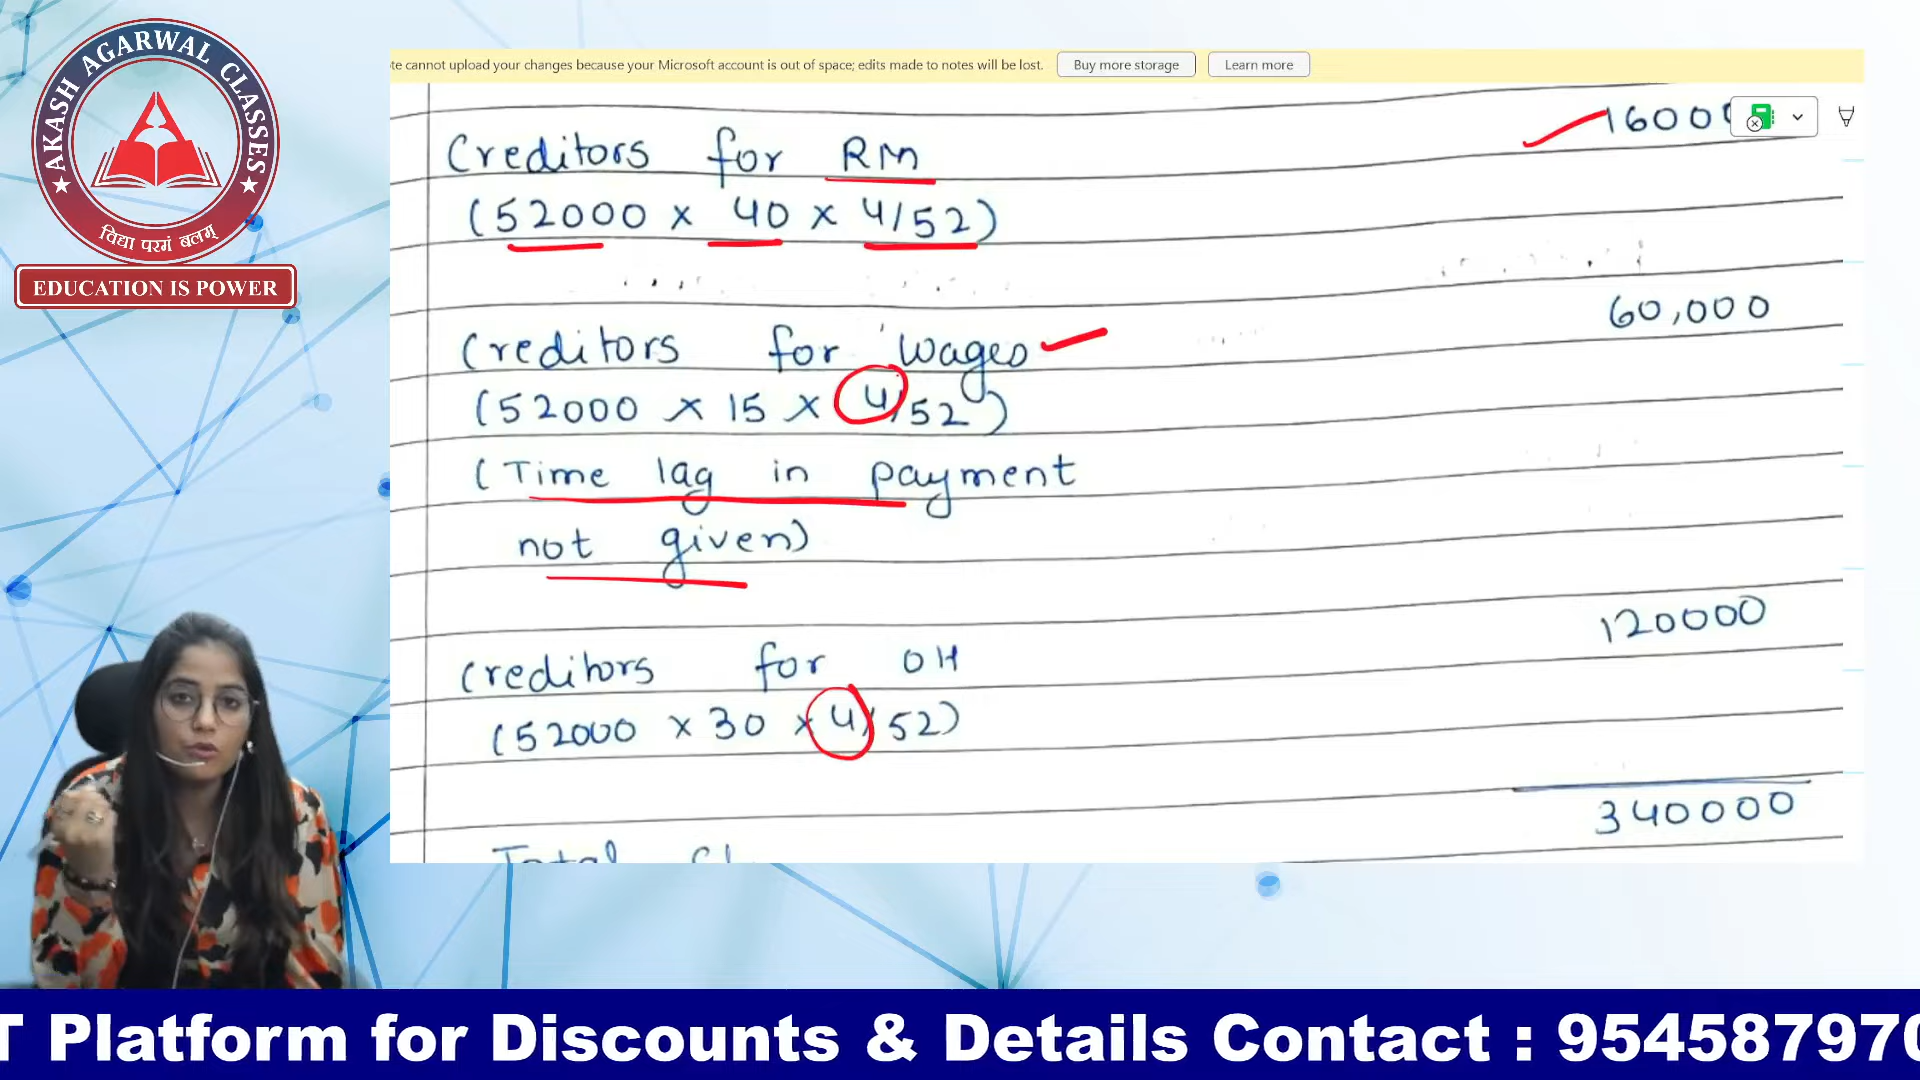 AKASH AGARWAL CLASSES
विद्या परमं बलम्
EDUCATION IS POWER
te cannot upload your changes because your Microsoft account is out of space; edits made to notes will be lost.
Buy more storage
Learn more
16000
Creditors for RM
(52000 x 40 x 4/52)
60,000
Creditors for wages
(52000 x 15 x 4/52)
(Time lag in payment
not given)
120000
Creditors for OH
(52000 x 30 x 4/52)
340000
T Platform for Discounts & Details Contact : 954587970